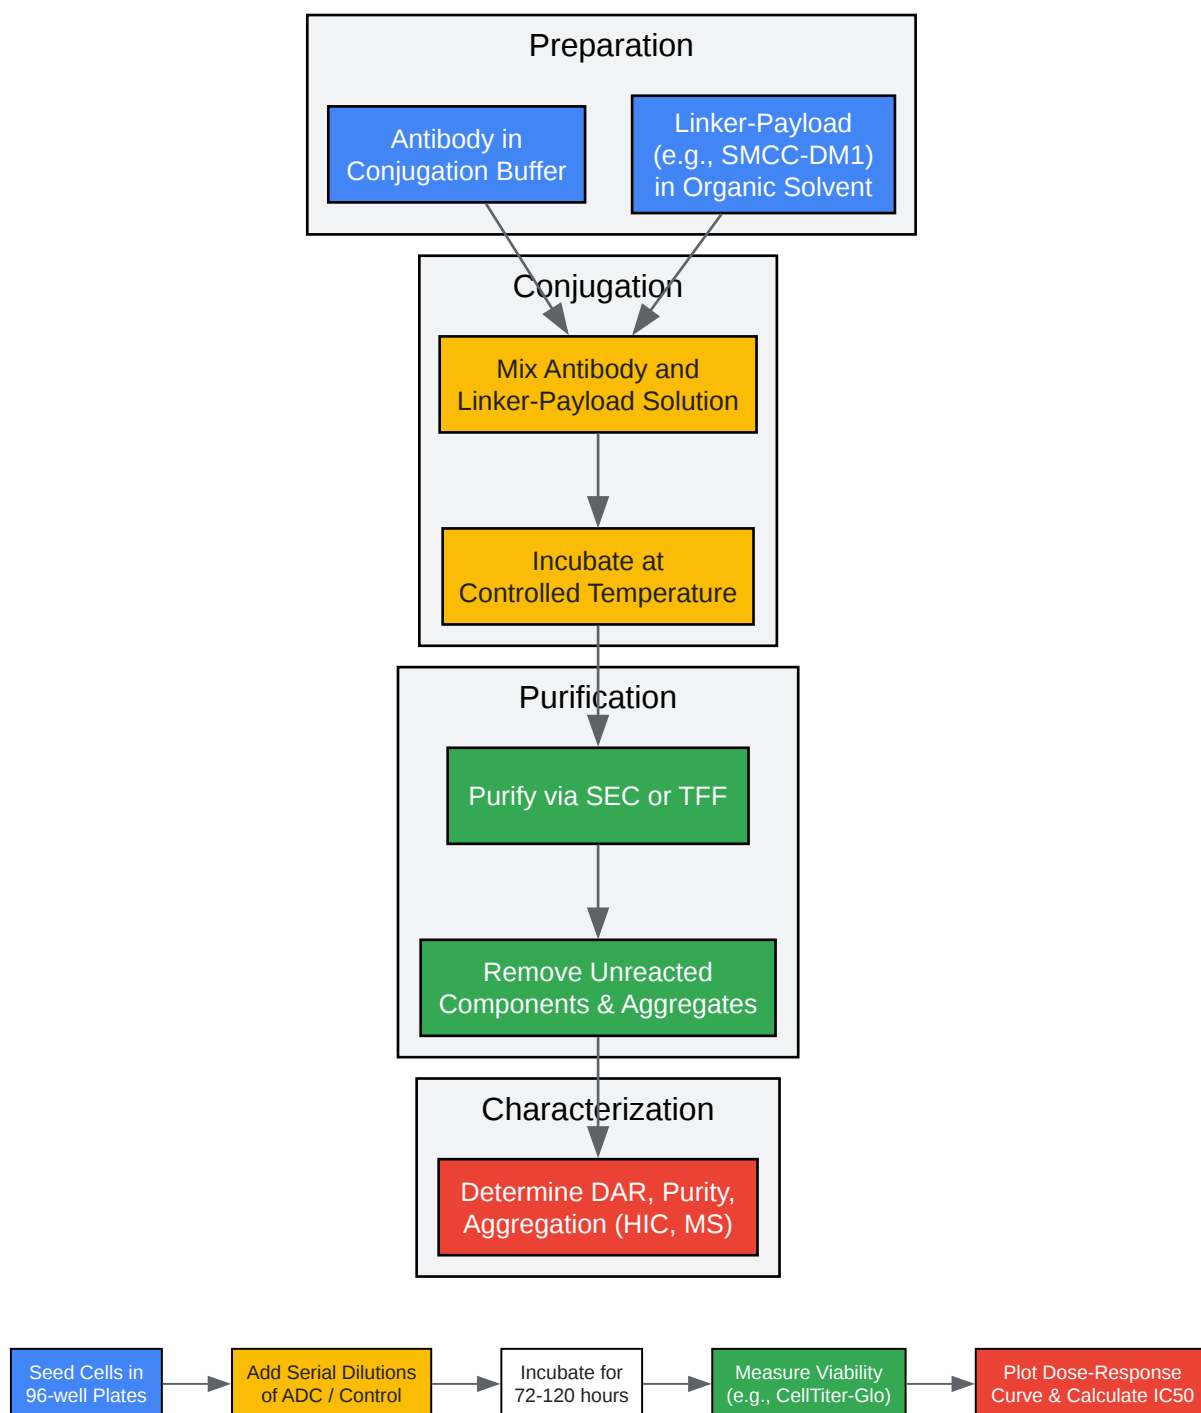 Preparation
Antibody in
Conjugation Buffer
Linker-Payload
(e.g., SMCC-DM1)
in Organic Solvent
Conjugation
Mix Antibody and
Linker-Payload Solution
Incubate at
Controlled Temperature
Purification
Purify via SEC or TFF
Remove Unreacted
Components & Aggregates
Characterization
Determine DAR, Purity,
Aggregation (HIC, MS)
Seed Cells in
96-well Plates
Add Serial Dilutions
of ADC / Control
Incubate for
72-120 hours
Measure Viability
(e.g., CellTiter-Glo)
Plot Dose-Response
Curve & Calculate IC50